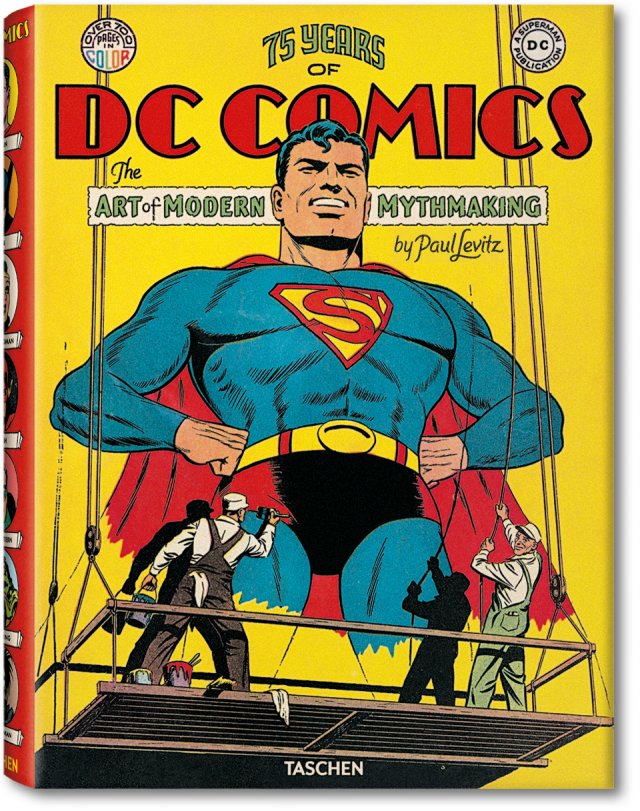 OVER 700
PAGES
IN
COLOR
75 YEARS
OF
DC COMICS
A SUPERMAN
DC
PUBLICATION
The
ART of MODERN MYTHMAKING
by Paul Levitz
S
TASCHEN
COMICS